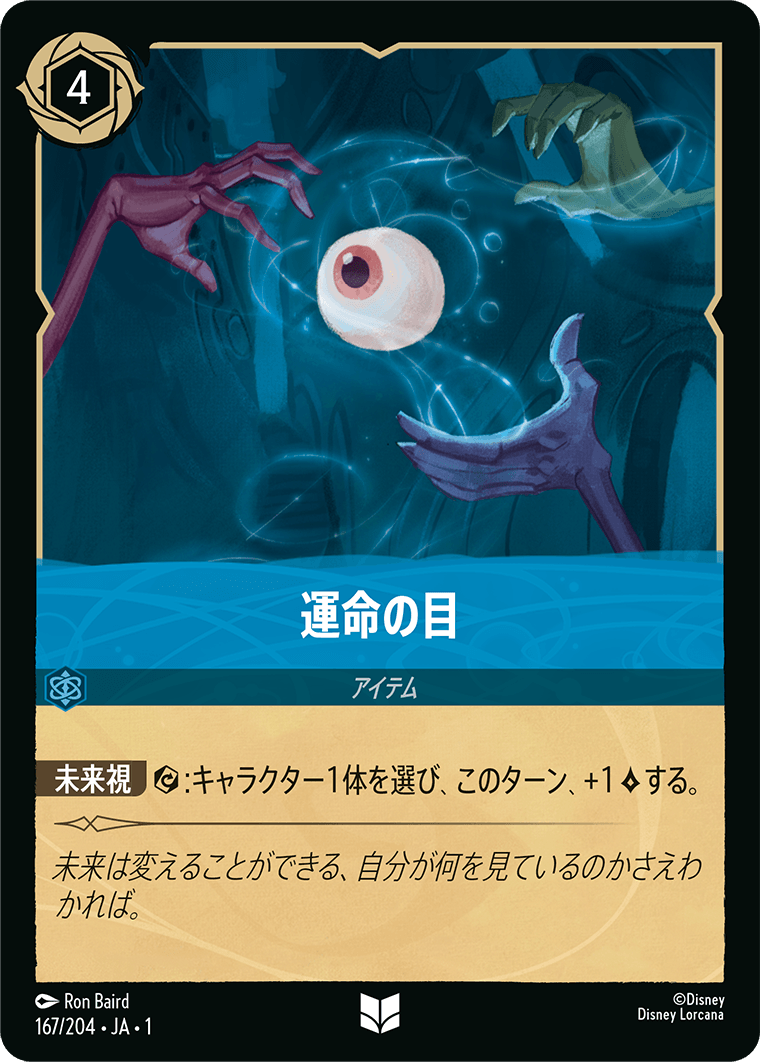 4
運命の目
アイテム
未来視 :キャラクター1体を選び、このターン、+1する。
未来は変えることができる、自分が何を見ているのかさえわ
かれば。
Ron Baird
167/204・JA・1
©Disney
Disney Lorcana